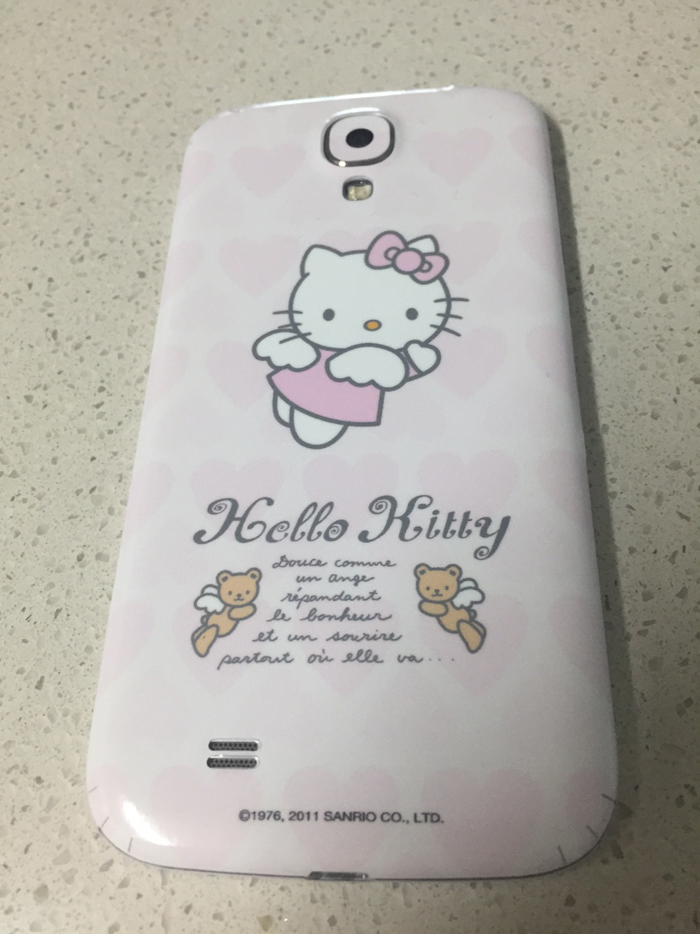 Hello Kitty
Douce comme
un ange
répandant
le bonheur
et un sourire
partout où elle va...
©1976, 2011 SANRIO CO., LTD.